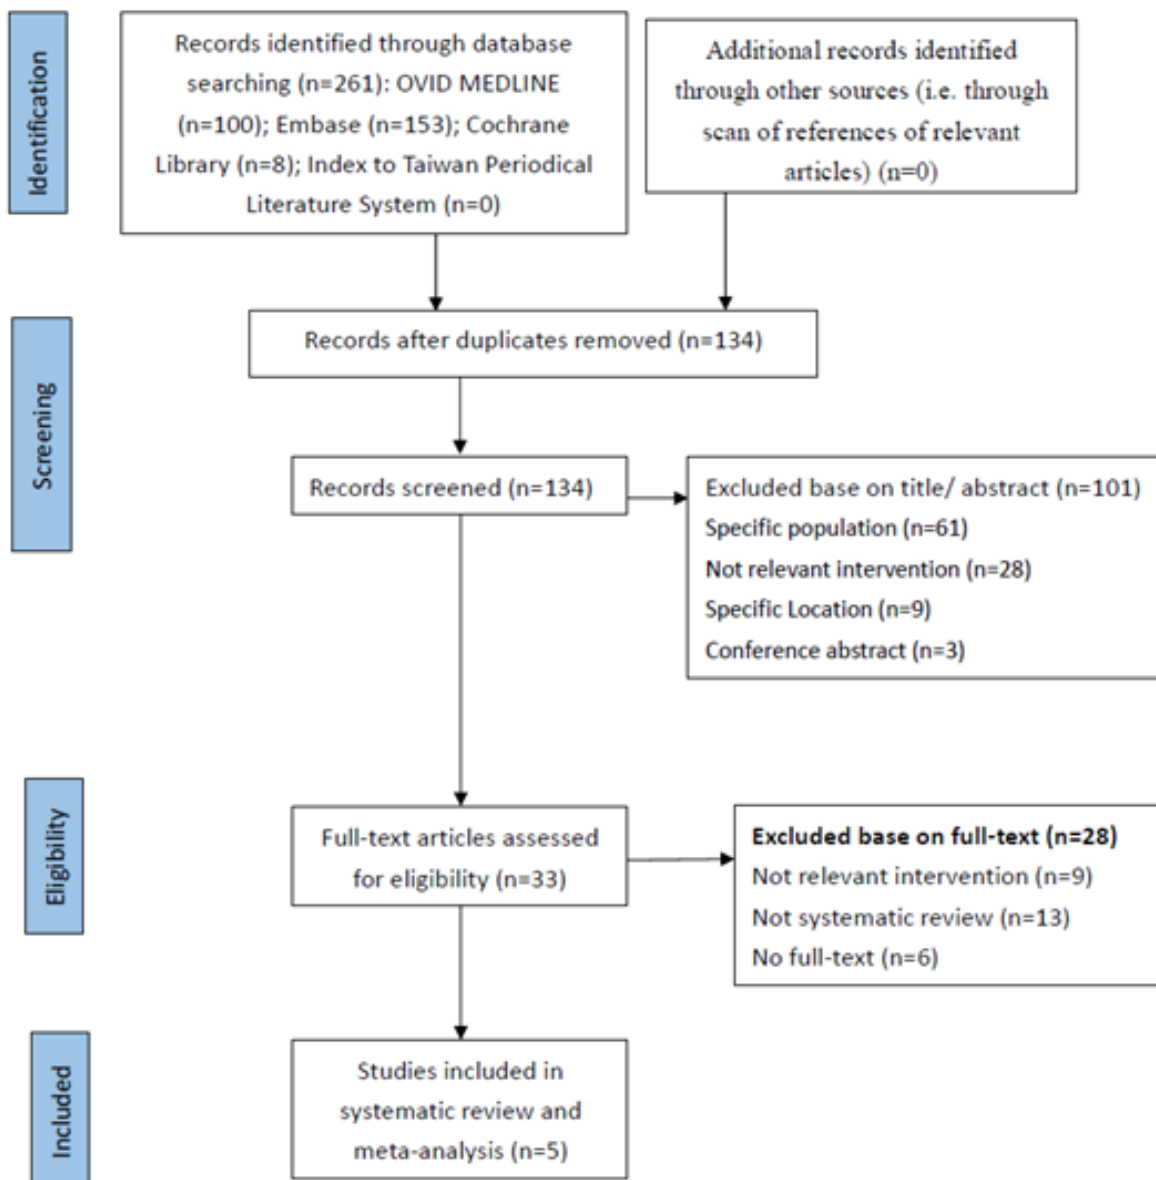 Identification
Records identified through database
searching (n=261): OVID MEDLINE
(n=100); Embase (n=153); Cochrane
Library (n=8); Index to Taiwan Periodical
Literature System (n=0)
Additional records identified
through other sources (i.e. through
scan of references of relevant
articles) (n=0)
Screening
Records after duplicates removed (n=134)
Records screened (n=134)
Excluded base on title/ abstract (n=101)
Specific population (n=61)
Not relevant intervention (n=28)
Specific Location (n=9)
Conference abstract (n=3)
Eligibility
Full-text articles assessed
for eligibility (n=33)
Excluded base on full-text (n=28)
Not relevant intervention (n=9)
Not systematic review (n=13)
No full-text (n=6)
Included
Studies included in
systematic review and
meta-analysis (n=5)